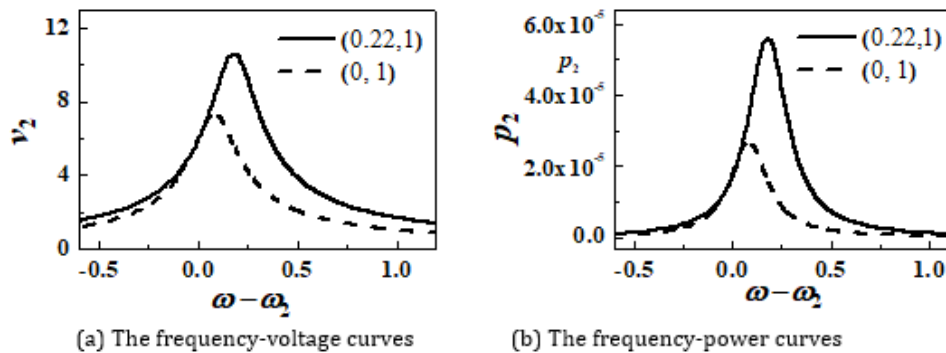 12
8
4
0
v₂
(0.22,1)
(0, 1)
-0.5
0.0
0.5
1.0
ω − ω₂
(a) The frequency-voltage curves
6.0x10⁻⁵
4.0x10⁻⁵
2.0x10⁻⁵
0.0
p₂
p₂
(0.22,1)
(0, 1)
-0.5
0.0
0.5
1.0
ω − ω₂
(b) The frequency-power curves